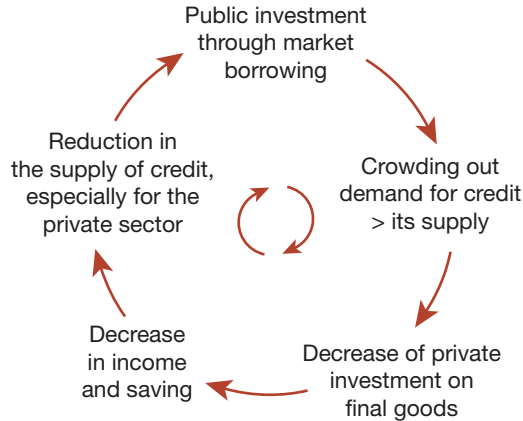 Public investment
through market
borrowing
Crowding out
demand for credit
> its supply
Decrease of private
investment on
final goods
Decrease
in income
and saving
Reduction in
the supply of credit,
especially for the
private sector